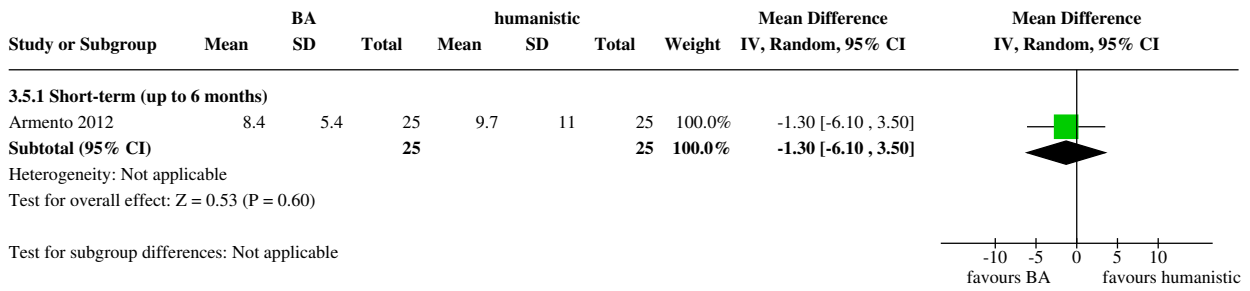 BA humanistic Mean Difference Mean Difference
Study or Subgroup Mean SD Total Mean SD Total Weight IV, Random, 95% CI IV, Random, 95% CI
3.5.1 Short-term (up to 6 months)
Armento 2012 8.4 5.4 25 9.7 11 25 100.0% -1.30 [-6.10 , 3.50]
Subtotal (95% CI) 25 25 100.0% -1.30 [-6.10 , 3.50]
Heterogeneity: Not applicable
Test for overall effect: Z = 0.53 (P = 0.60)
Test for subgroup differences: Not applicable
-10 -5 0 5 10
favours BA favours humanistic